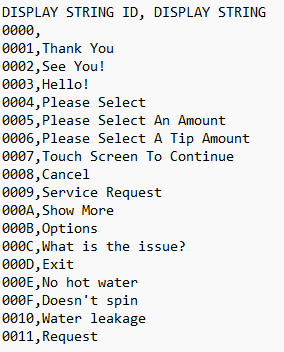 DISPLAY STRING ID, DISPLAY STRING
0000,
0001,Thank You
0002,See You!
0003,Hello!
0004,Please Select
0005,Please Select An Amount
0006,Please Select A Tip Amount
0007,Touch Screen To Continue
0008,Cancel
0009,Service Request
000A,Show More
000B,Options
000C,What is the issue?
000D,Exit
000E,No hot water
000F,Doesn't spin
0010,Water leakage
0011,Request